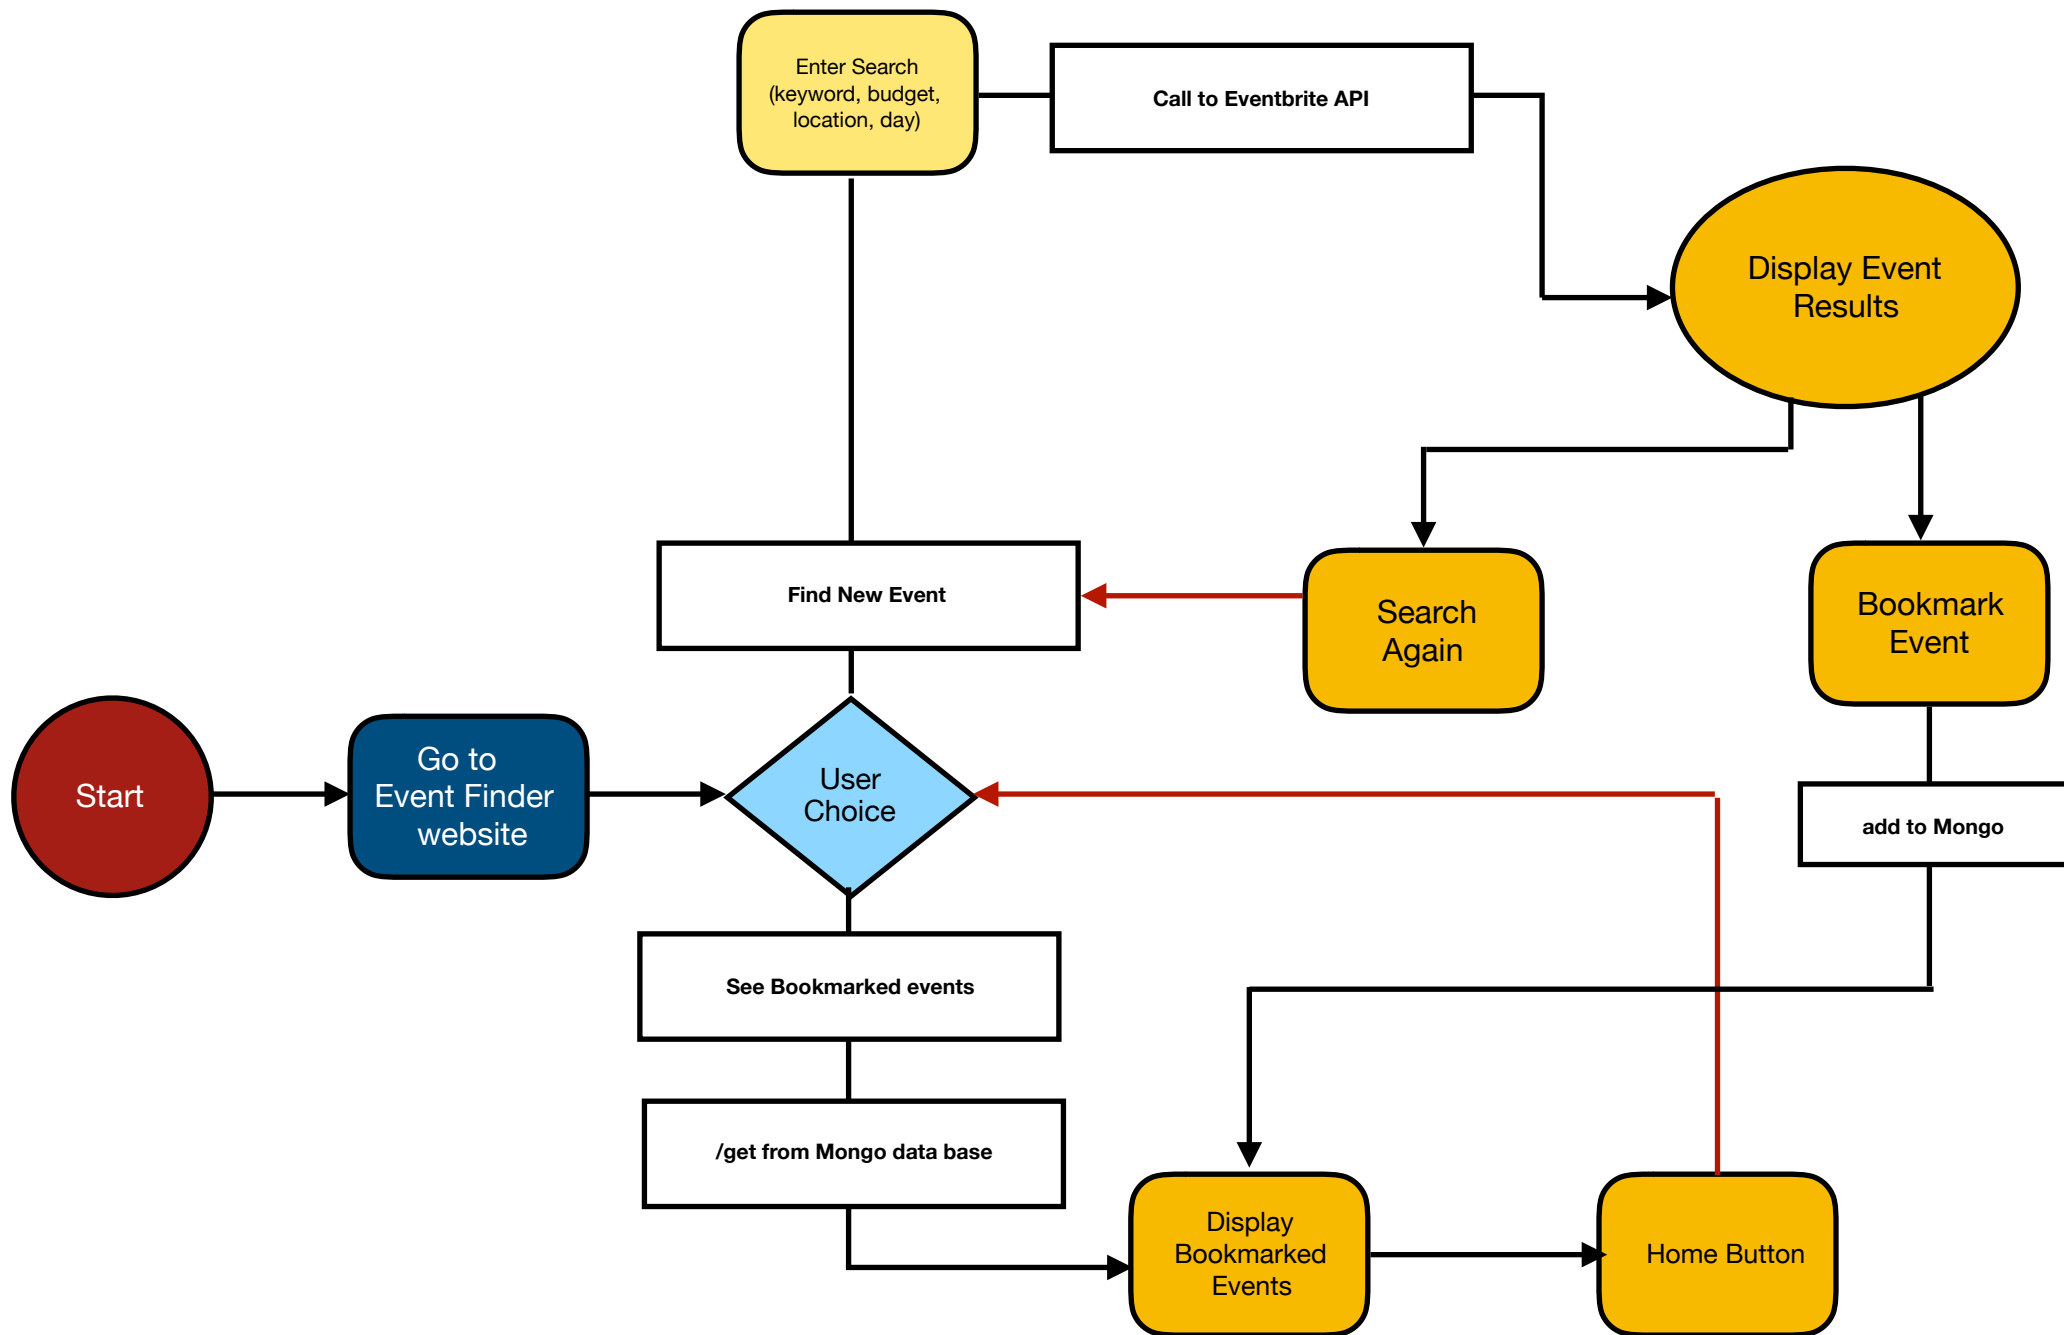 Enter Search
(keyword, budget,
location, day)
Call to Eventbrite API
Display Event
Results
Find New Event
Search
Again
Bookmark
Event
Start
Go to
Event Finder
website
User
Choice
add to Mongo
See Bookmarked events
/get from Mongo data base
Display
Bookmarked
Events
Home Button